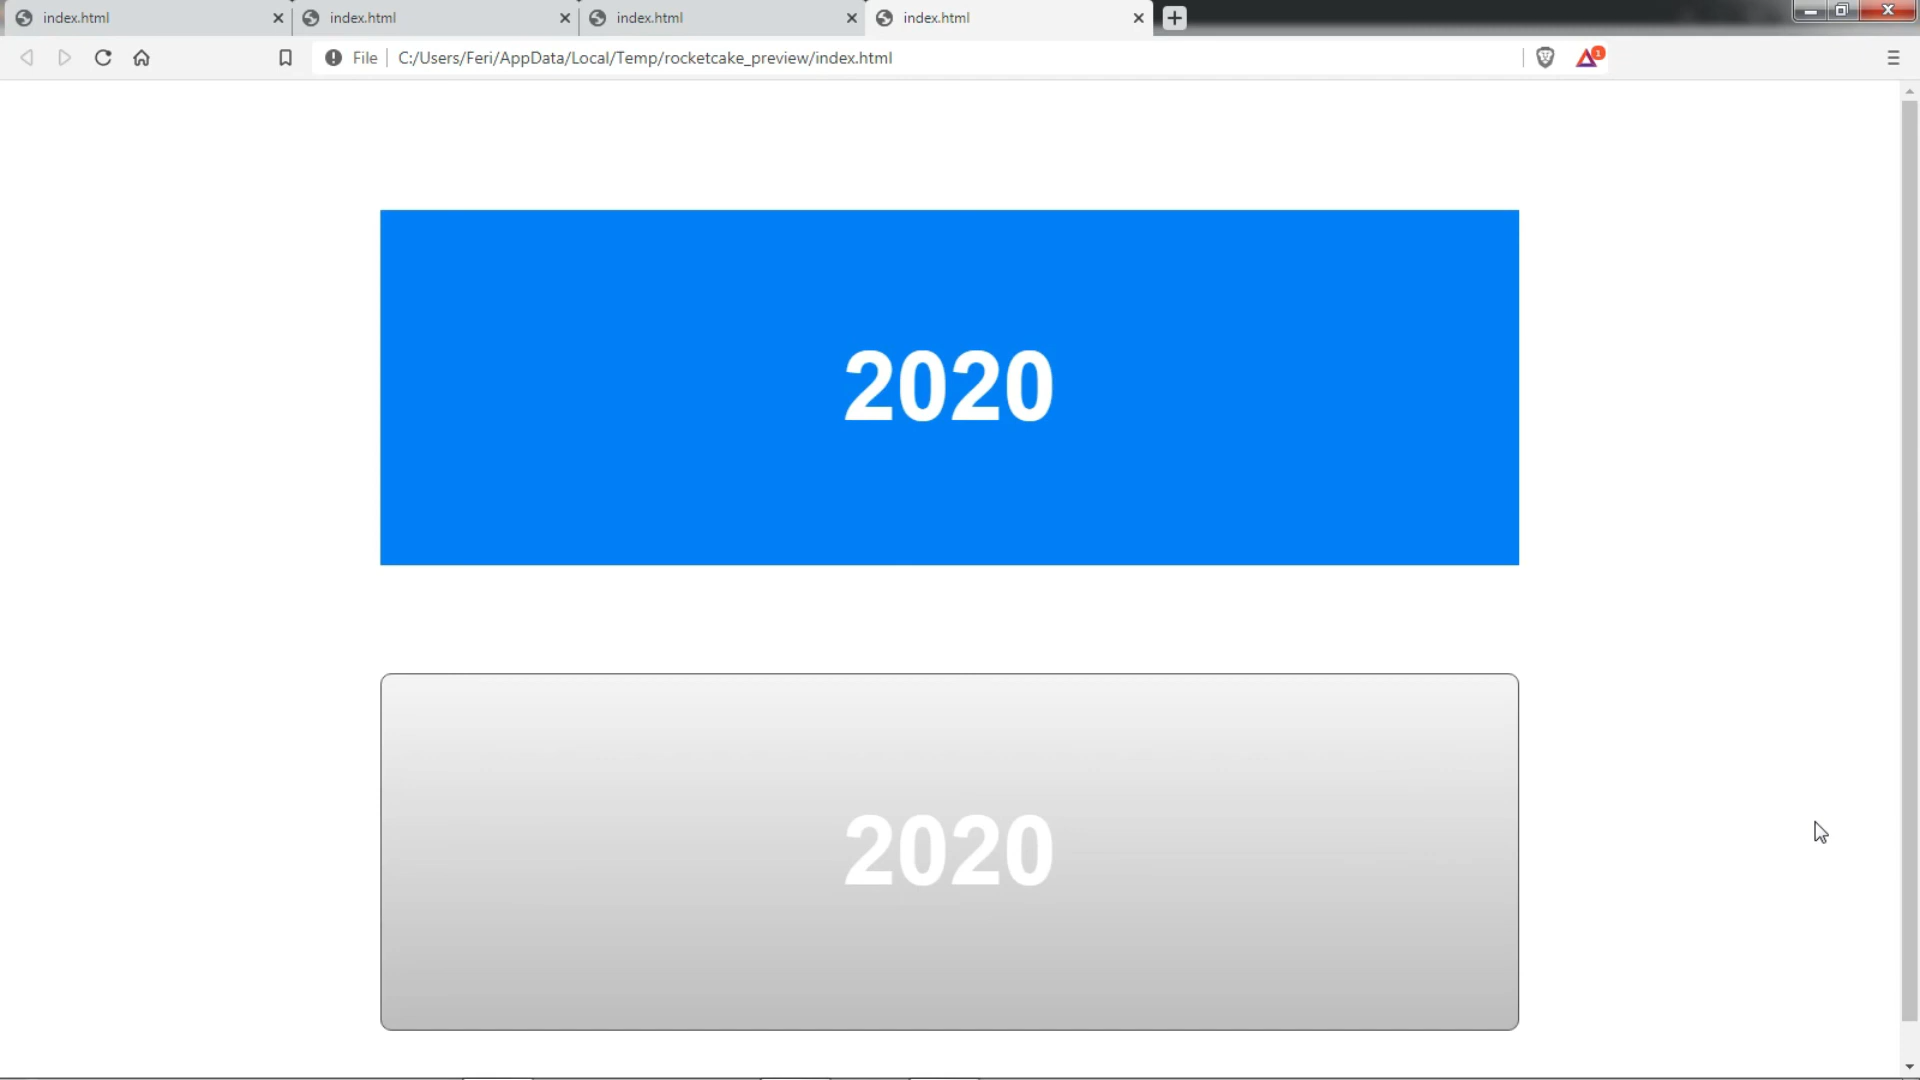 index.html index.html index.html index.html
File C:/Users/Feri/AppData/Local/Temp/rocketcake_preview/index.html 1
2020
2020